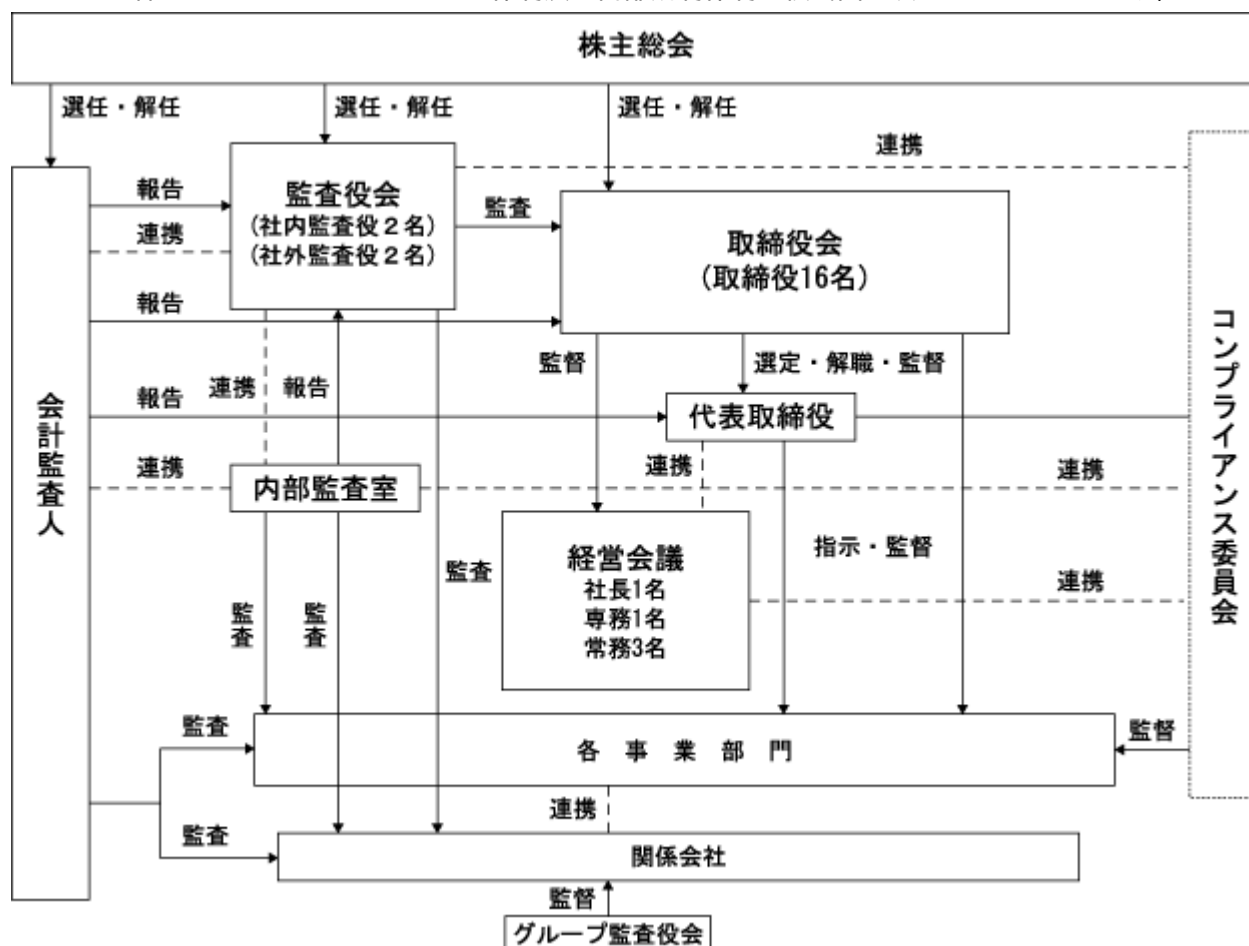 株主総会
選任・解任
選任・解任
選任・解任
連携
報告
監査役会
(社内監査役2名)
(社外監査役2名)
監査
連携
取締役会
(取締役16名)
報告
監督
選定・解職・監督
連携
報告
報告
代表取締役
会計監査人
コンプライアンス委員会
連携
内部監査室
連携
連携
経営会議
社長1名
専務1名
常務3名
指示・監督
監査
連携
監査
監査
監査
各事業部門
監督
連携
監査
関係会社
監督
グループ監査役会